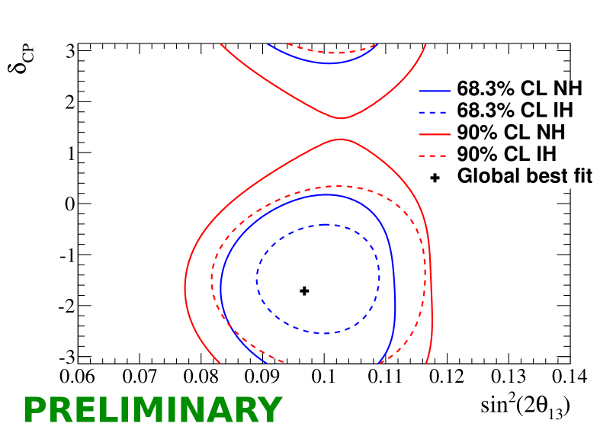 δCP
3
2
1
0
-1
-2
-3
68.3% CL NH
68.3% CL IH
90% CL NH
90% CL IH
Global best fit
0.06 0.07 0.08 0.09 0.1 0.11 0.12 0.13 0.14
sin²(2θ₁₃)
PRELIMINARY